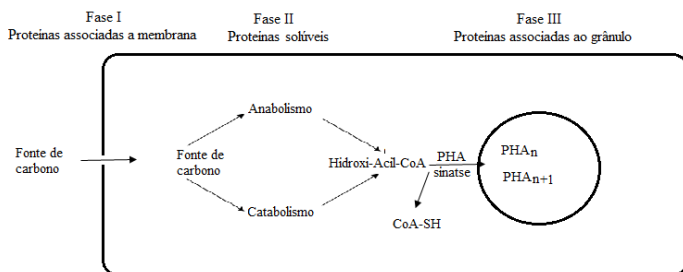 Fase I
Proteínas associadas a membrana
Fase II
Proteinas solúveis
Fase III
Proteínas associadas ao grânulo
Fonte de
carbono
Fonte de
carbono
Anabolismo
Catabolismo
Hidroxi-Acil-CoA
PHA
sinatse
CoA-SH
PHAn
PHAn+1